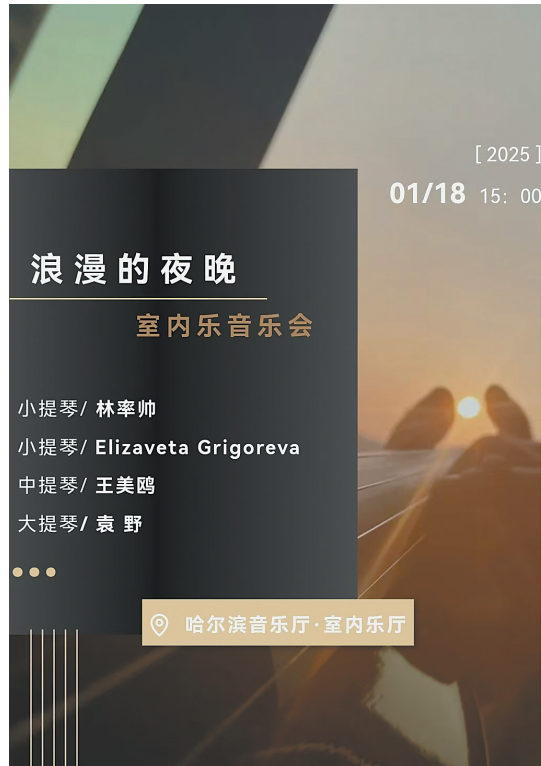 [ 2025 ]
01/18 15: 00
浪漫的夜晚
室内乐音乐会
小提琴/ 林率帅
小提琴/ Elizaveta Grigoreva
中提琴/ 王美鸥
大提琴/ 袁 野
哈尔滨音乐厅·室内乐厅